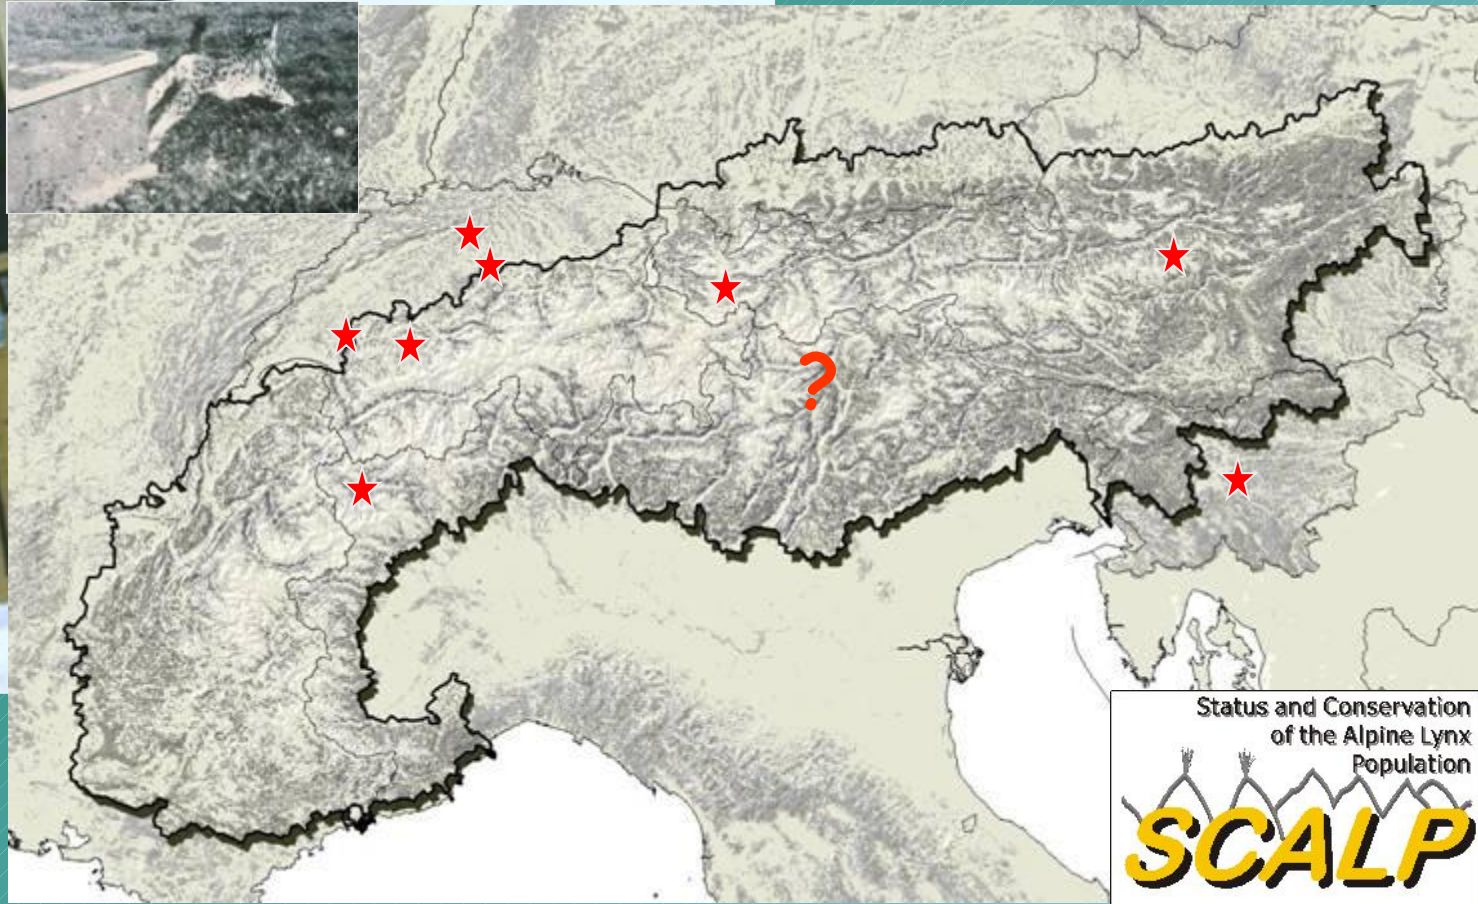 ?
Status and Conservation
of the Alpine Lynx
Population
SCALP